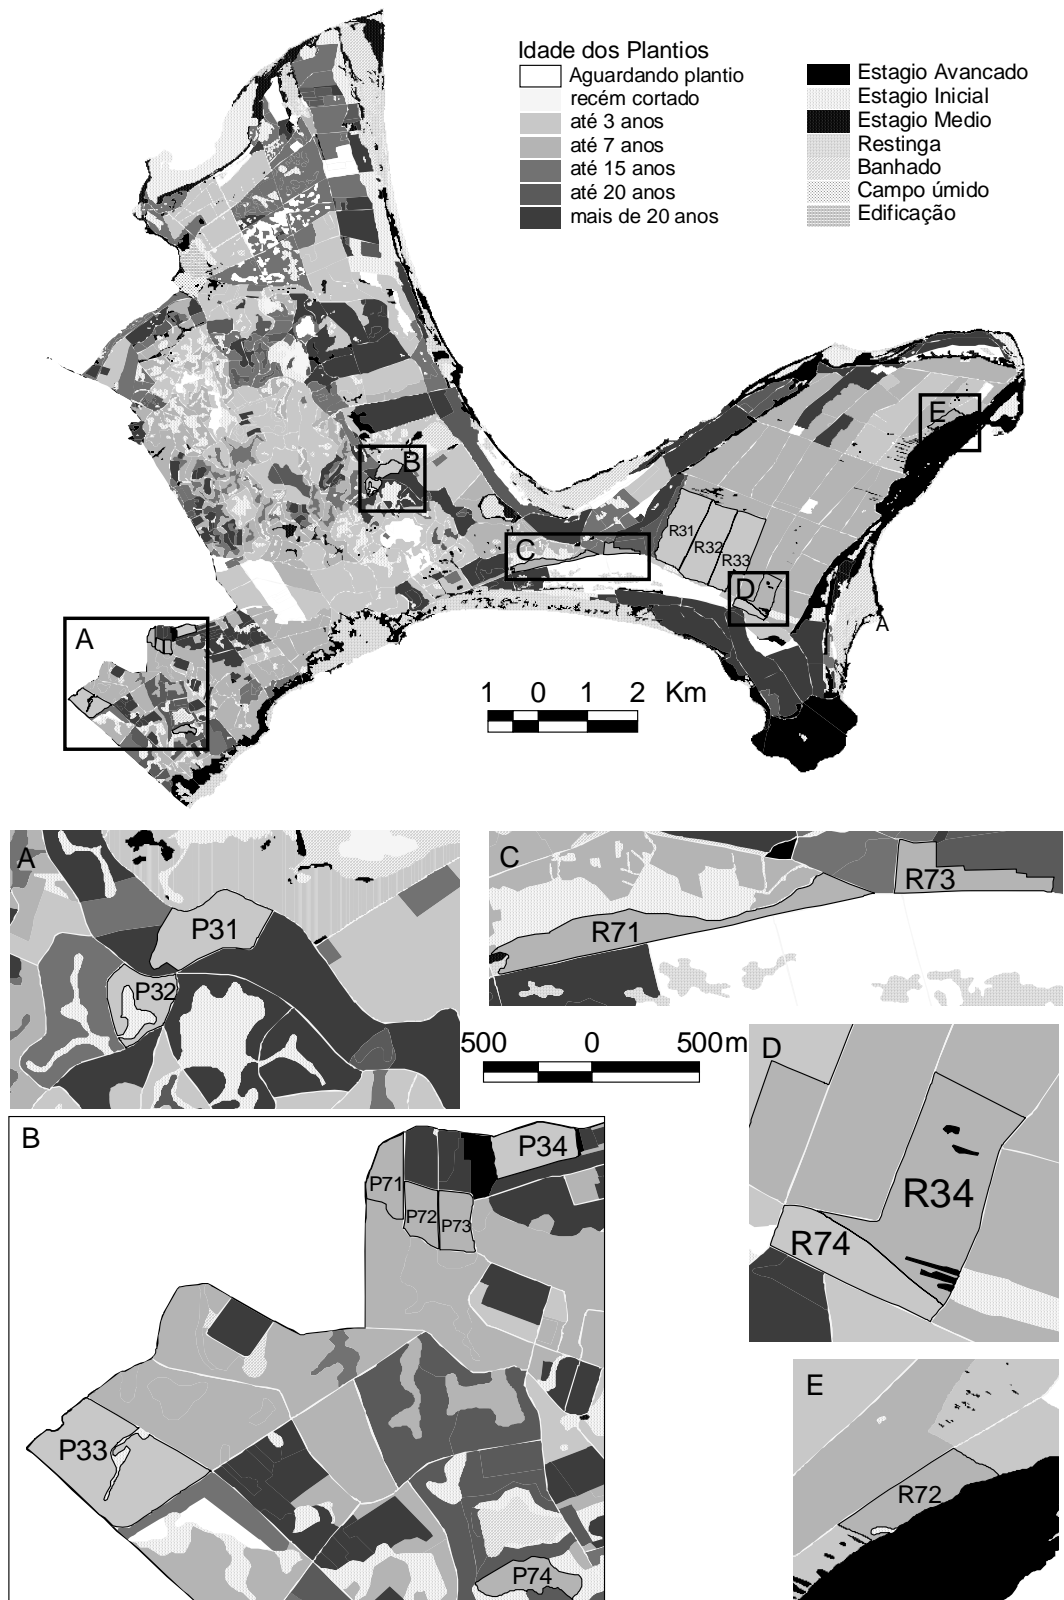 Idade dos Plantios
Aguardando plantio
recém cortado
até 3 anos
até 7 anos
até 15 anos
até 20 anos
mais de 20 anos
Estagio Avancado
Estagio Inicial
Estagio Medio
Restinga
Banhado
Campo úmido
Edificação
E
B
R31
R32
R33
C
D
A
A
1 0 1 2 Km
A
P31
P32
C
R73
R71
500 0 500m
D
R34
R74
B
P34
P71
P72
P73
P33
P74
E
R72